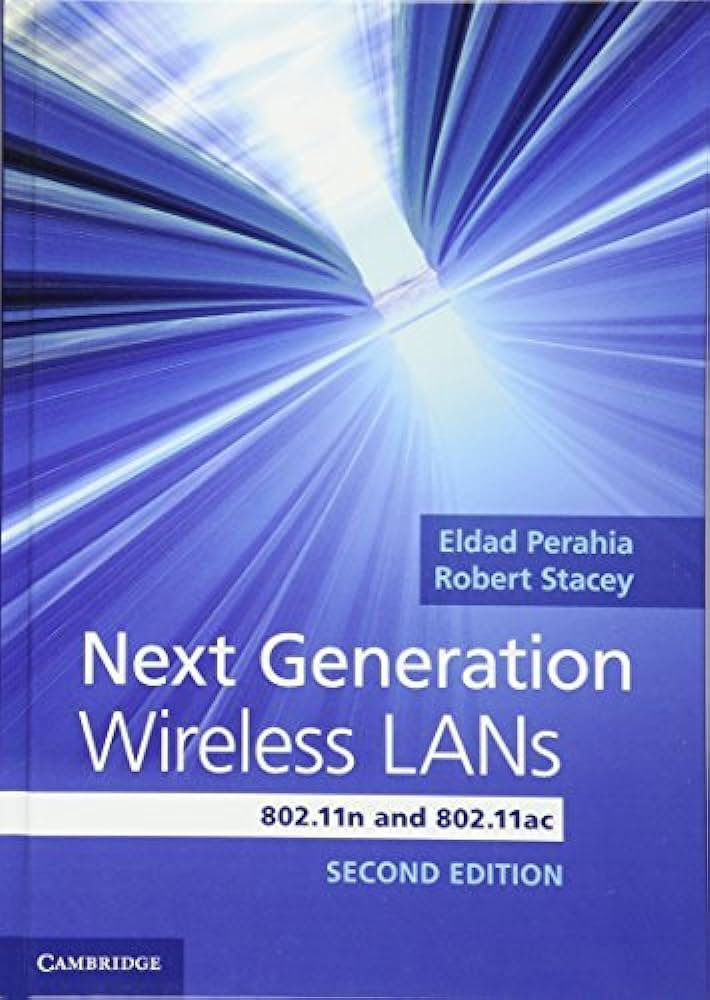 Eldad Perahia
Robert Stacey
Next Generation
Wireless LANs
802.11n and 802.11ac
SECOND EDITION
CAMBRIDGE